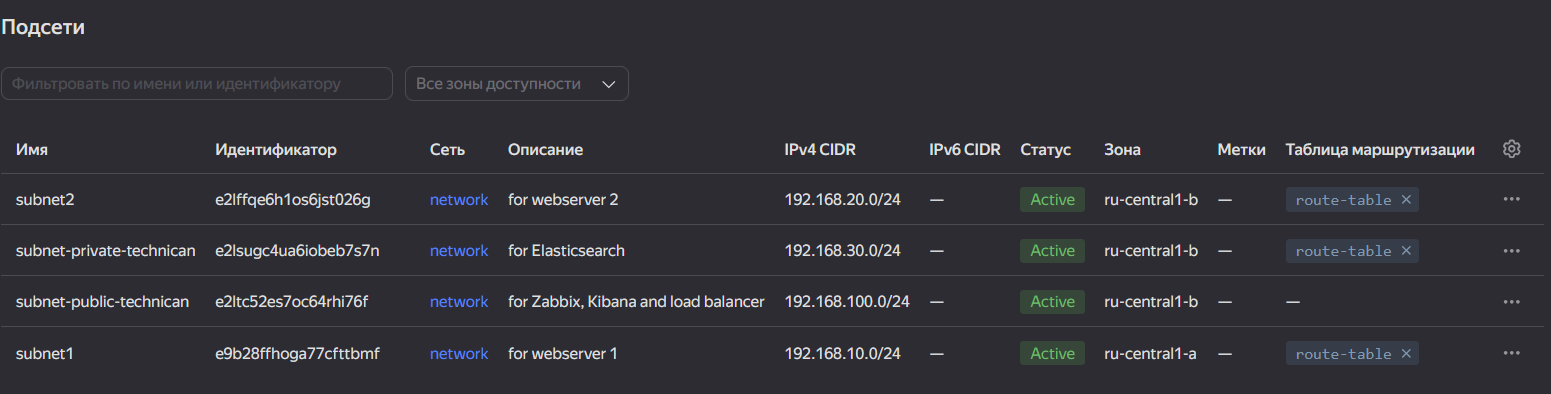 Подсети
Фильтровать по имени или идентификатору Все зоны доступности
Имя Идентификатор Сеть Описание IPv4 CIDR IPv6 CIDR Статус Зона Метки Таблица маршрутизации
subnet2 e2lffqe6h1os6jst026g network for webserver 2 192.168.20.0/24 — Active ru-central1-b — route-table ×
subnet-private-technican e2lsugc4ua6iobeb7s7n network for Elasticsearch 192.168.30.0/24 — Active ru-central1-b — route-table ×
subnet-public-technican e2ltc52es7oc64rhi76f network for Zabbix, Kibana and load balancer 192.168.100.0/24 — Active ru-central1-b — —
subnet1 e9b28ffhoga77cfttbmf network for webserver 1 192.168.10.0/24 — Active ru-central1-a — route-table ×